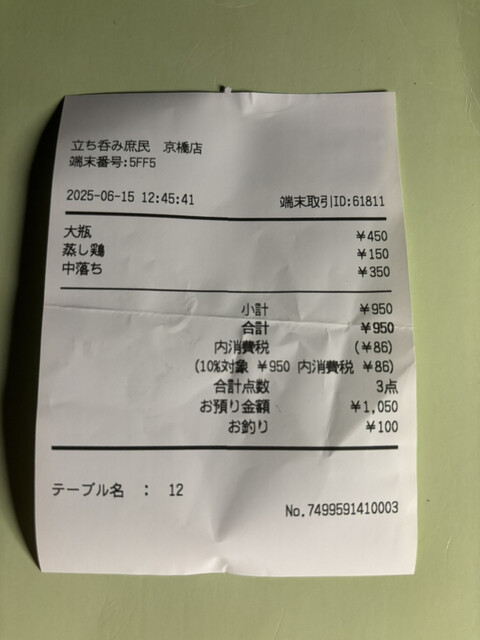 立ち呑み庶民 京橋店
端末番号:5FF5
2025-06-15 12:45:41 端末取引ID:61811
大瓶 ¥450
蒸し鶏 ¥150
中落ち ¥350
小計 ¥950
合計 ¥950
内消費税 (¥86)
(10%対象 ¥950 内消費税 ¥86)
合計点数 3点
お預り金額 ¥1,050
お釣り ¥100
テーブル名 : 12
No.7499591410003